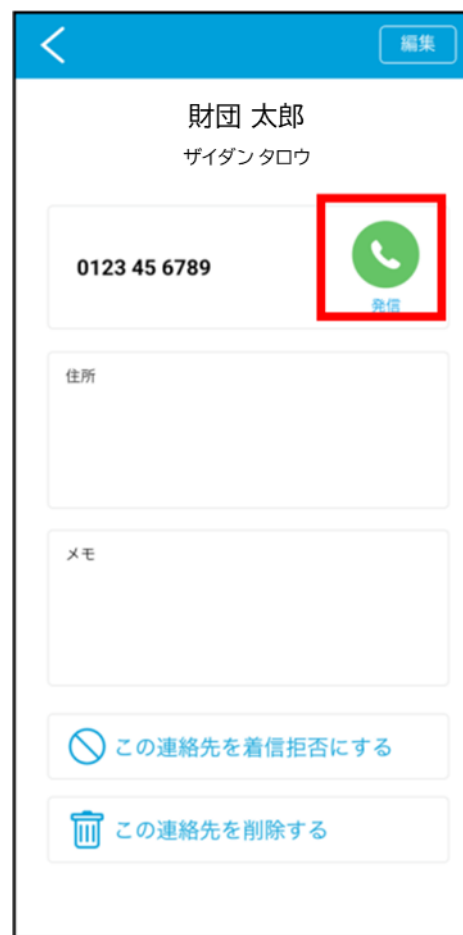 編集
財団 太郎
ザイダン タロウ
0123 45 6789
発信
住所
メモ
この連絡先を着信拒否にする
この連絡先を削除する